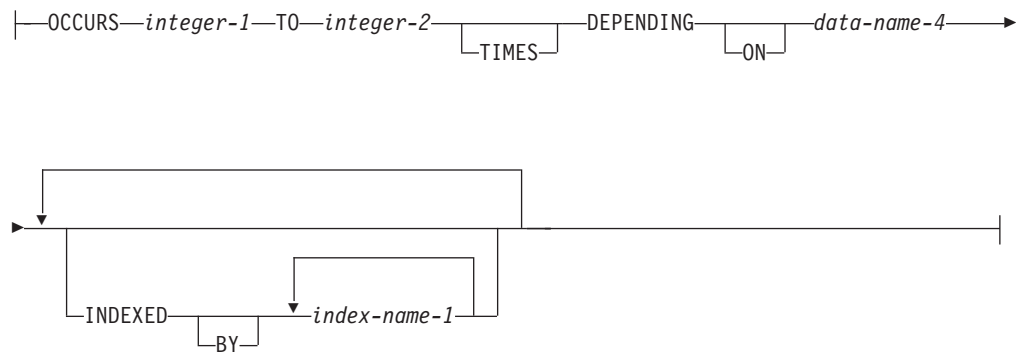 OCCURS integer-1 TO integer-2 DEPENDING data-name-4
TIMES ON
INDEXED index-name-1
BY